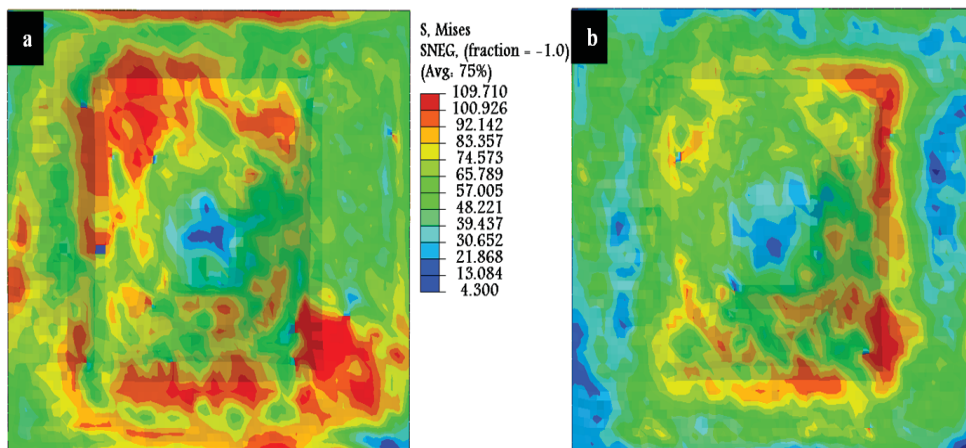 a
S, Mises
SNEG, (fraction = -1.0)
(Avg: 75%)
109.710
100.926
92.142
83.357
74.573
65.789
57.005
48.221
39.437
30.652
21.868
13.084
4.300
b